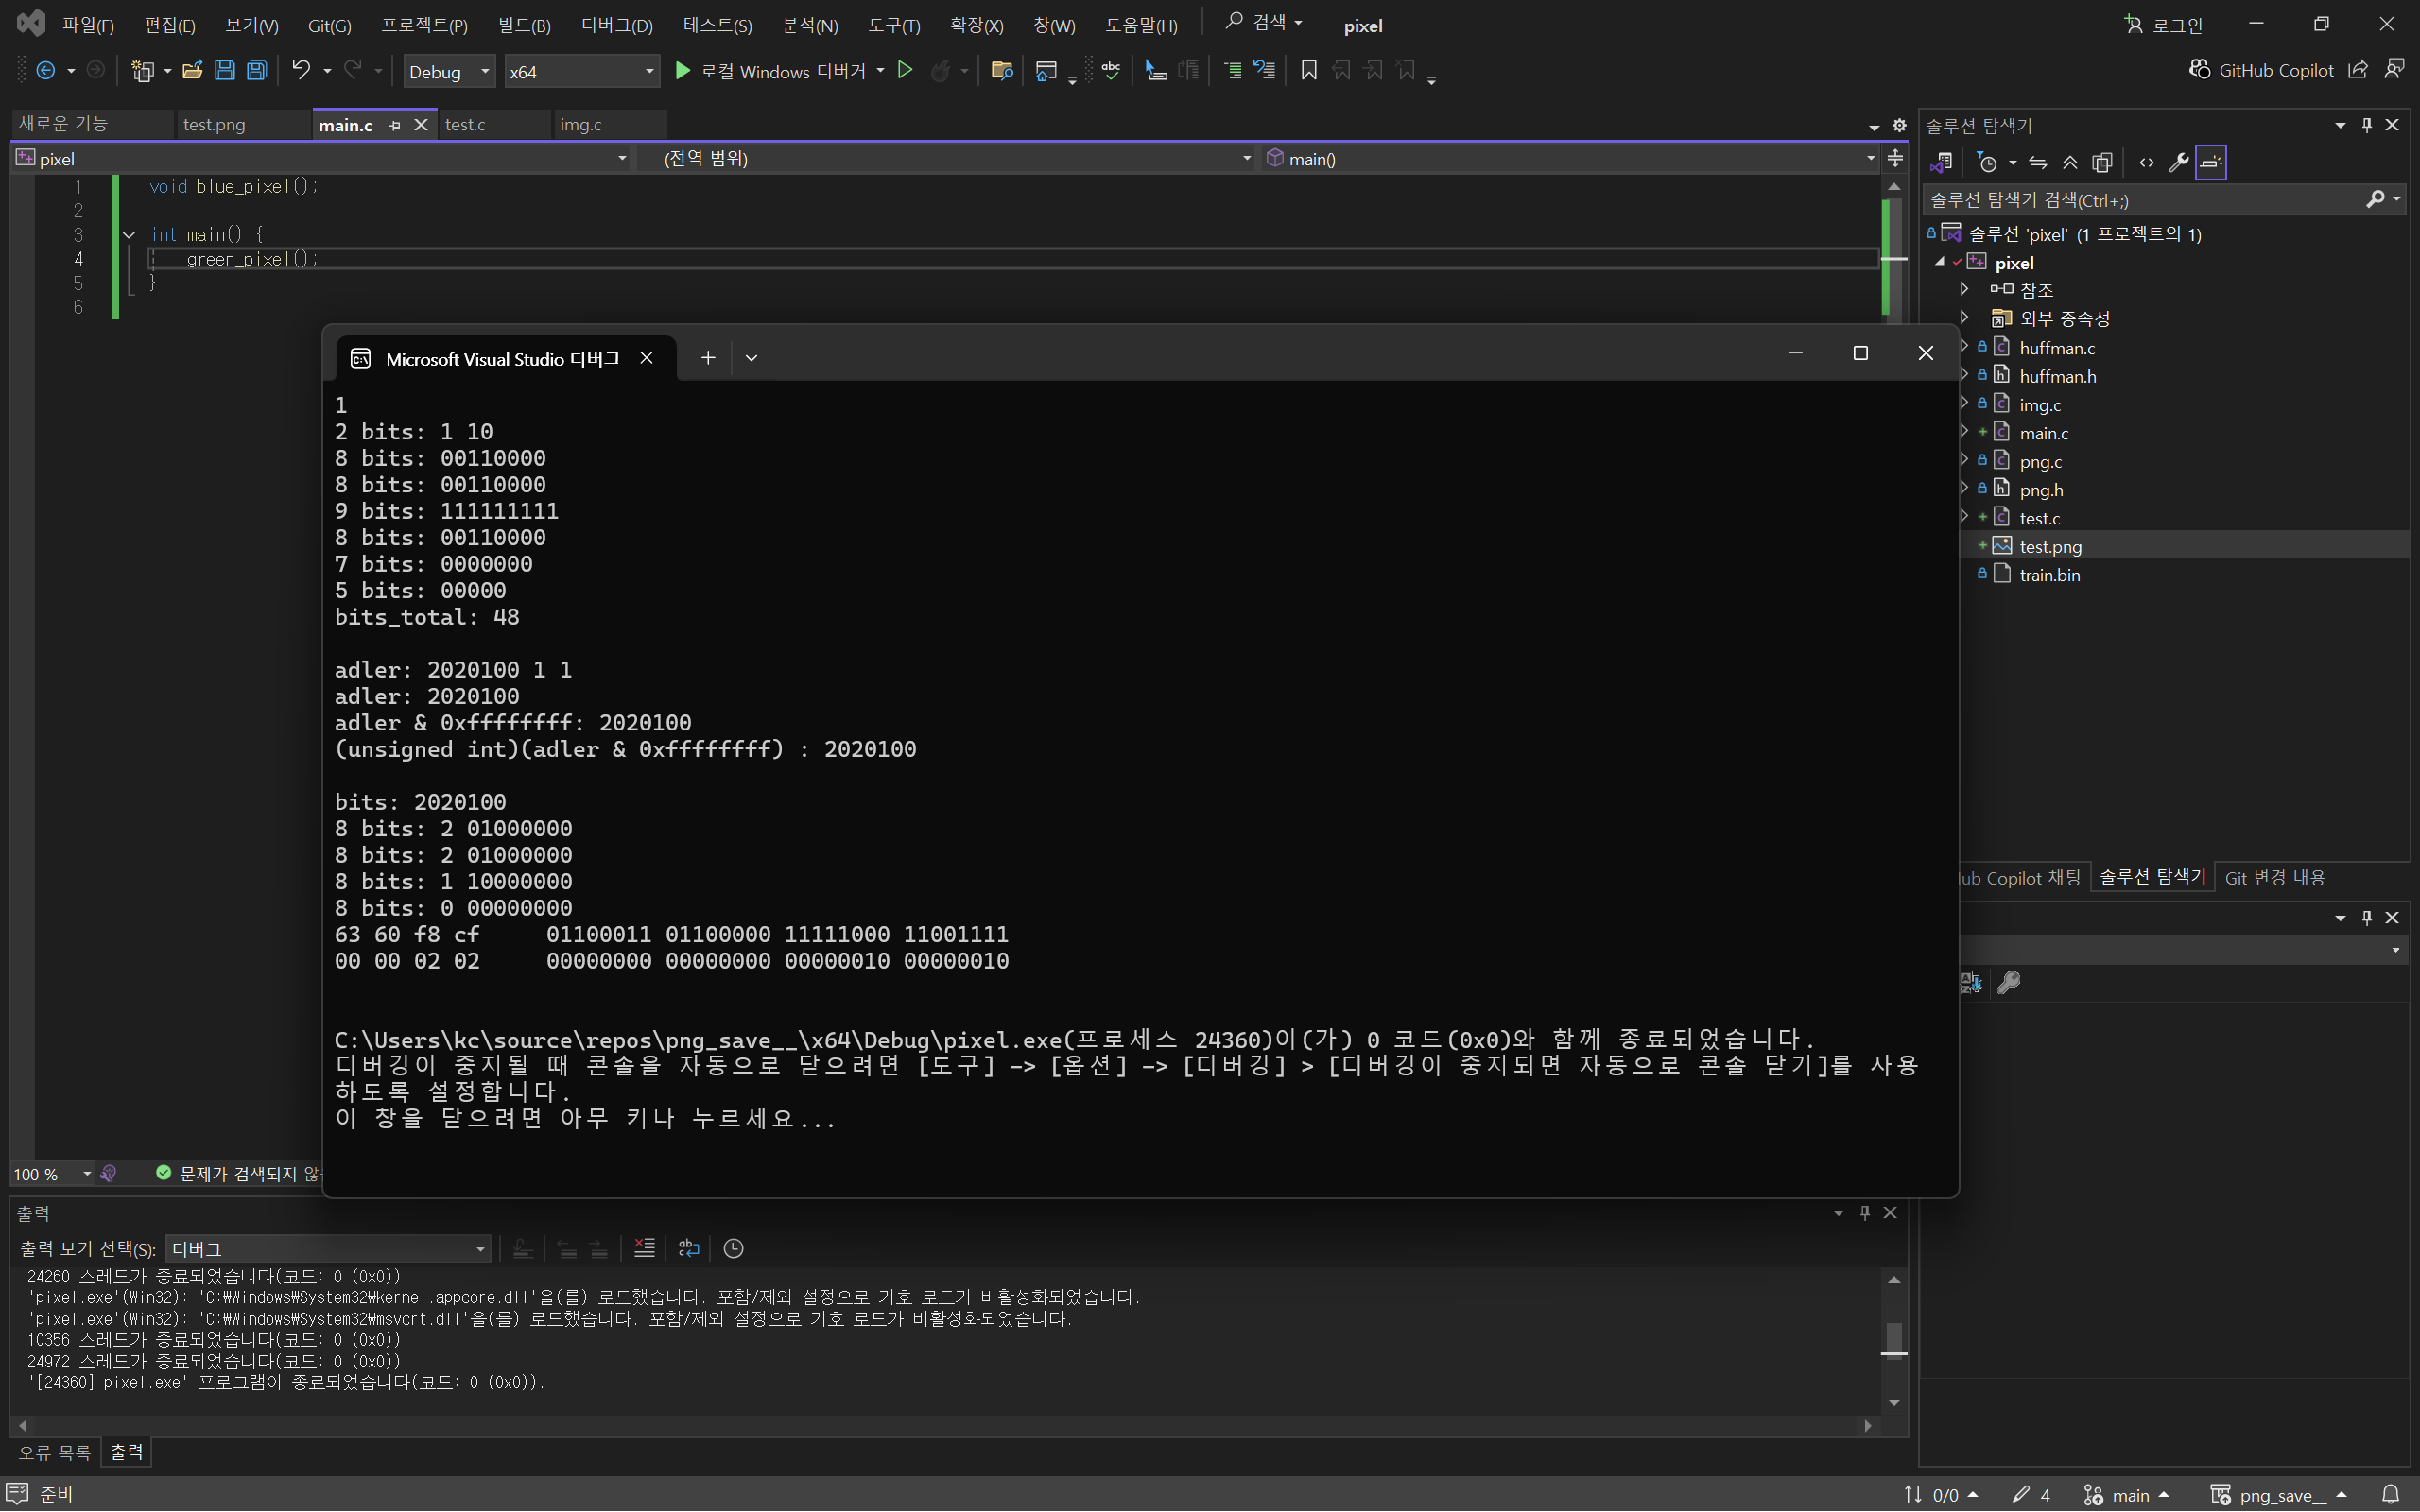 파일(F) 편집(E) 보기(V) Git(G) 프로젝트(P) 빌드(B) 디버그(D) 테스트(S) 분석(N) 도구(T) 확장(X) 창(W) 도움말(H) 검색 pixel 로그인
Debug x64 로컬 Windows 디버거 abc GitHub Copilot
새로운 기능 test.png main.c test.c img.c
pixel (전역 범위) main()
1 void blue_pixel();
2
3 int main() {
4 green_pixel();
5 }
6
Microsoft Visual Studio 디버그
1
2 bits: 1 10
8 bits: 00110000
8 bits: 00110000
9 bits: 111111111
8 bits: 00110000
7 bits: 0000000
5 bits: 00000
bits_total: 48
adler: 2020100 1 1
adler: 2020100
adler & 0xffffffff: 2020100
(unsigned int)(adler & 0xffffffff) : 2020100
bits: 2020100
8 bits: 2 01000000
8 bits: 2 01000000
8 bits: 1 10000000
8 bits: 0 00000000
63 60 f8 cf 01100011 01100000 11111000 11001111
00 00 02 02 00000000 00000000 00000010 00000010
C:\Users\kc\source\repos\png_save__\x64\Debug\pixel.exe(프로세스 24360)이(가) 0 코드(0x0)와 함께 종료되었습니다.
디버깅이 중지될 때 콘솔을 자동으로 닫으려면 [도구] -> [옵션] -> [디버깅] > [디버깅이 중지되면 자동으로 콘솔 닫기]를 사용
하도록 설정합니다.
이 창을 닫으려면 아무 키나 누르세요...
솔루션 탐색기
솔루션 탐색기 검색(Ctrl+;)
솔루션 'pixel' (1 프로젝트의 1)
pixel
참조
외부 종속성
huffman.c
huffman.h
img.c
main.c
png.c
png.h
test.c
test.png
train.bin
Copilot 채팅 솔루션 탐색기 Git 변경 내용
100 % 문제가 검색되지
출력
출력 보기 선택(S): 디버그
24260 스레드가 종료되었습니다(코드: 0 (0x0)).
'pixel.exe'(Win32): 'C:₩Windows₩System32₩kernel.appcore.dll'을(를) 로드했습니다. 포함/제외 설정으로 기호 로드가 비활성화되었습니다.
'pixel.exe'(Win32): 'C:₩Windows₩System32₩msvcrt.dll'을(를) 로드했습니다. 포함/제외 설정으로 기호 로드가 비활성화되었습니다.
10356 스레드가 종료되었습니다(코드: 0 (0x0)).
24972 스레드가 종료되었습니다(코드: 0 (0x0)).
'[24360] pixel.exe' 프로그램이 종료되었습니다(코드: 0 (0x0)).
오류 목록 출력
준비 0/0 4 main png_save__